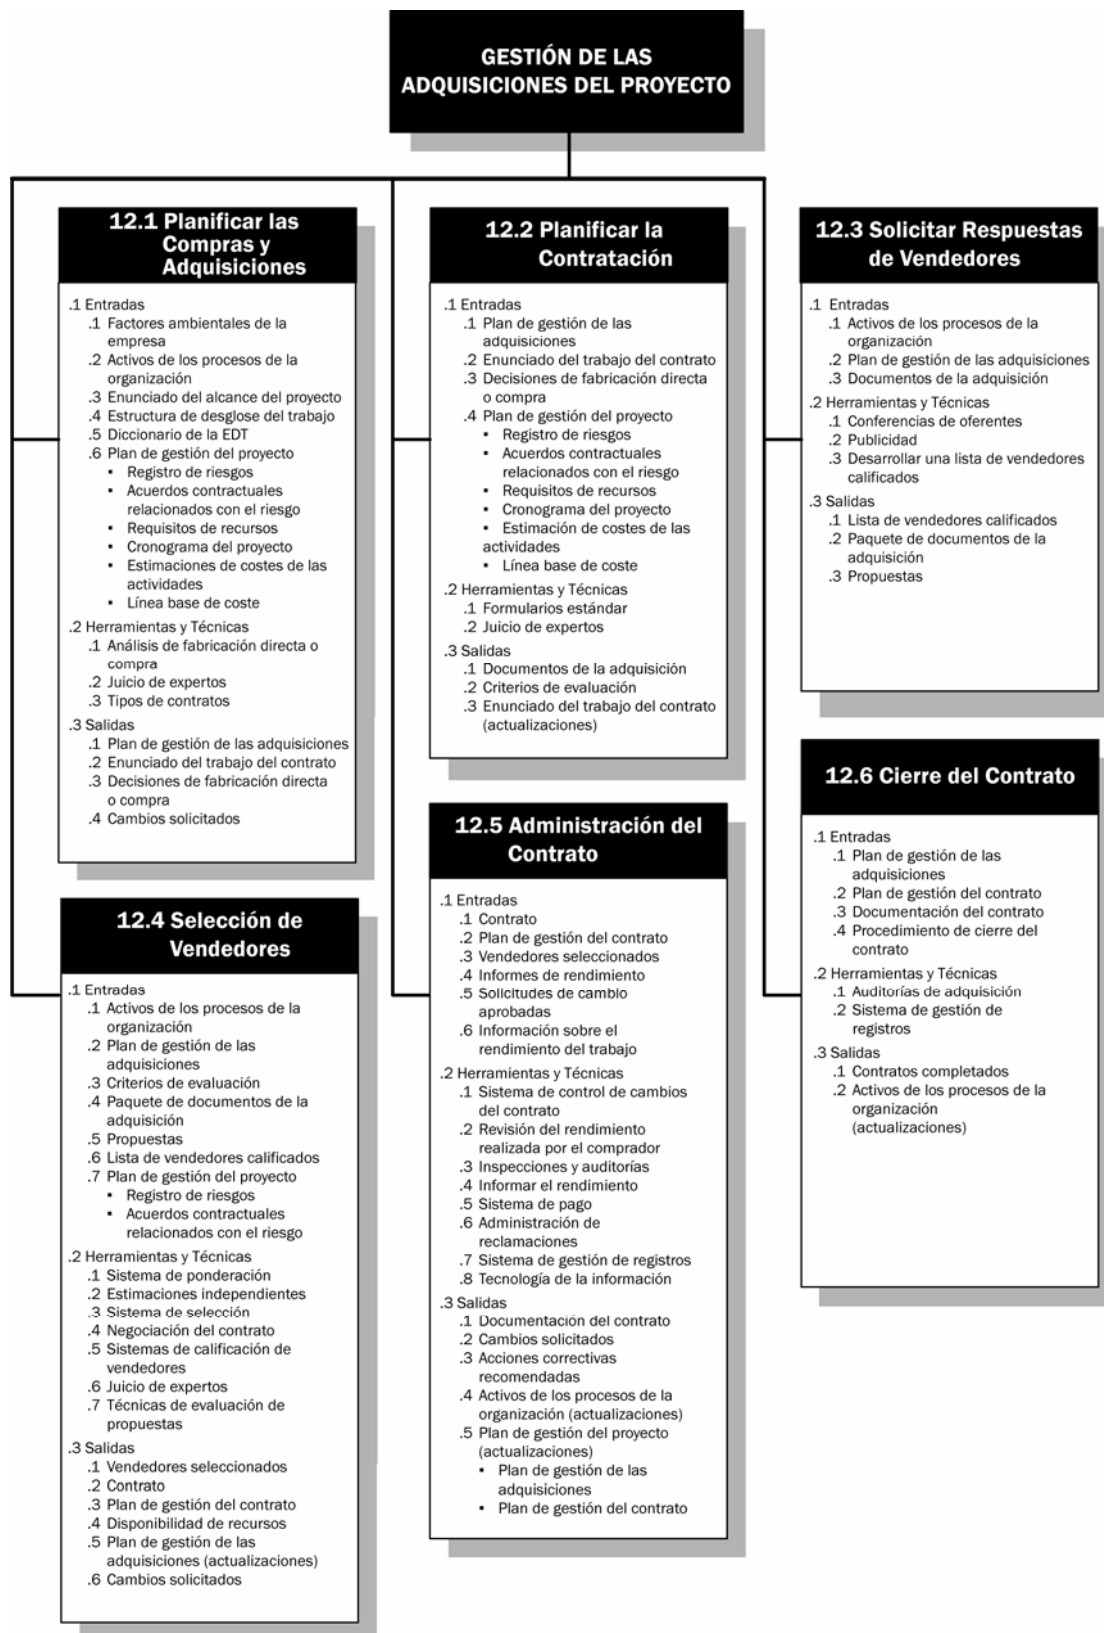 GESTIÓN DE LAS
ADQUISICIONES DEL PROYECTO
12.1 Planificar las
Compras y
Adquisiciones
.1 Entradas
.1 Factores ambientales de la
empresa
.2 Activos de los procesos de la
organización
.3 Enunciado del alcance del proyecto
.4 Estructura de desglose del trabajo
.5 Diccionario de la EDT
.6 Plan de gestión del proyecto
▪ Registro de riesgos
▪ Acuerdos contractuales
relacionados con el riesgo
▪ Requisitos de recursos
▪ Cronograma del proyecto
▪ Estimaciones de costes de las
actividades
▪ Línea base de coste
.2 Herramientas y Técnicas
.1 Análisis de fabricación directa o
compra
.2 Juicio de expertos
.3 Tipos de contratos
.3 Salidas
.1 Plan de gestión de las adquisiciones
.2 Enunciado del trabajo del contrato
.3 Decisiones de fabricación directa
o compra
.4 Cambios solicitados
12.2 Planificar la
Contratación
.1 Entradas
.1 Plan de gestión de las
adquisiciones
.2 Enunciado del trabajo del contrato
.3 Decisiones de fabricación directa
o compra
.4 Plan de gestión del proyecto
▪ Registro de riesgos
▪ Acuerdos contractuales
relacionados con el riesgo
▪ Requisitos de recursos
▪ Cronograma del proyecto
▪ Estimación de costes de las
actividades
▪ Línea base de coste
.2 Herramientas y Técnicas
.1 Formularios estándar
.2 Juicio de expertos
.3 Salidas
.1 Documentos de la adquisición
.2 Criterios de evaluación
.3 Enunciado del trabajo del contrato
(actualizaciones)
12.3 Solicitar Respuestas
de Vendedores
.1 Entradas
.1 Activos de los procesos de la
organización
.2 Plan de gestión de las adquisiciones
.3 Documentos de la adquisición
.2 Herramientas y Técnicas
.1 Conferencias de oferentes
.2 Publicidad
.3 Desarrollar una lista de vendedores
calificados
.3 Salidas
.1 Lista de vendedores calificados
.2 Paquete de documentos de la
adquisición
.3 Propuestas
12.4 Selección de
Vendedores
.1 Entradas
.1 Activos de los procesos de la
organización
.2 Plan de gestión de las
adquisiciones
.3 Criterios de evaluación
.4 Paquete de documentos de la
adquisición
.5 Propuestas
.6 Lista de vendedores calificados
.7 Plan de gestión del proyecto
▪ Registro de riesgos
▪ Acuerdos contractuales
relacionados con el riesgo
.2 Herramientas y Técnicas
.1 Sistema de ponderación
.2 Estimaciones independientes
.3 Sistema de selección
.4 Negociación del contrato
.5 Sistemas de calificación de
vendedores
.6 Juicio de expertos
.7 Técnicas de evaluación de
propuestas
.3 Salidas
.1 Vendedores seleccionados
.2 Contrato
.3 Plan de gestión del contrato
.4 Disponibilidad de recursos
.5 Plan de gestión de las
adquisiciones (actualizaciones)
.6 Cambios solicitados
12.5 Administración del
Contrato
.1 Entradas
.1 Contrato
.2 Plan de gestión del contrato
.3 Vendedores seleccionados
.4 Informes de rendimiento
.5 Solicitudes de cambio
aprobadas
.6 Información sobre el
rendimiento del trabajo
.2 Herramientas y Técnicas
.1 Sistema de control de cambios
del contrato
.2 Revisión del rendimiento
realizada por el comprador
.3 Inspecciones y auditorías
.4 Informar el rendimiento
.5 Sistema de pago
.6 Administración de
reclamaciones
.7 Sistema de gestión de registros
.8 Tecnología de la información
.3 Salidas
.1 Documentación del contrato
.2 Cambios solicitados
.3 Acciones correctivas
recomendadas
.4 Activos de los procesos de la
organización (actualizaciones)
.5 Plan de gestión del proyecto
(actualizaciones)
▪ Plan de gestión de las
adquisiciones
▪ Plan de gestión del contrato
12.6 Cierre del Contrato
.1 Entradas
.1 Plan de gestión de las
adquisiciones
.2 Plan de gestión del contrato
.3 Documentación del contrato
.4 Procedimiento de cierre del
contrato
.2 Herramientas y Técnicas
.1 Auditorías de adquisición
.2 Sistema de gestión de
registros
.3 Salidas
.1 Contratos completados
.2 Activos de los procesos de la
organización
(actualizaciones)